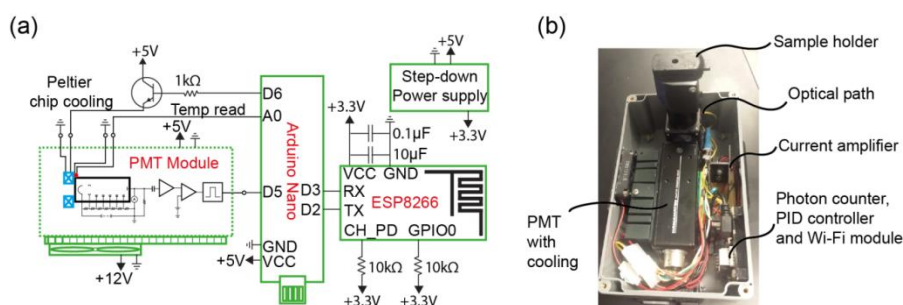 (a)
+5V
Peltier
chip cooling
1kΩ
Temp read
+5V
PMT Module
+12V
D6
A0
D5
D3
D2
GND
+5V
VCC
Arduino Nano
+5V
Step-down
Power supply
+3.3V
+3.3V
0.1µF
10µF
VCC GND
RX
TX
ESP8266
CH_PD GPIO0
10kΩ 10kΩ
+3.3V +3.3V
(b)
Sample holder
Optical path
Current amplifier
Photon counter,
PID controller
and Wi-Fi module
PMT
with
cooling